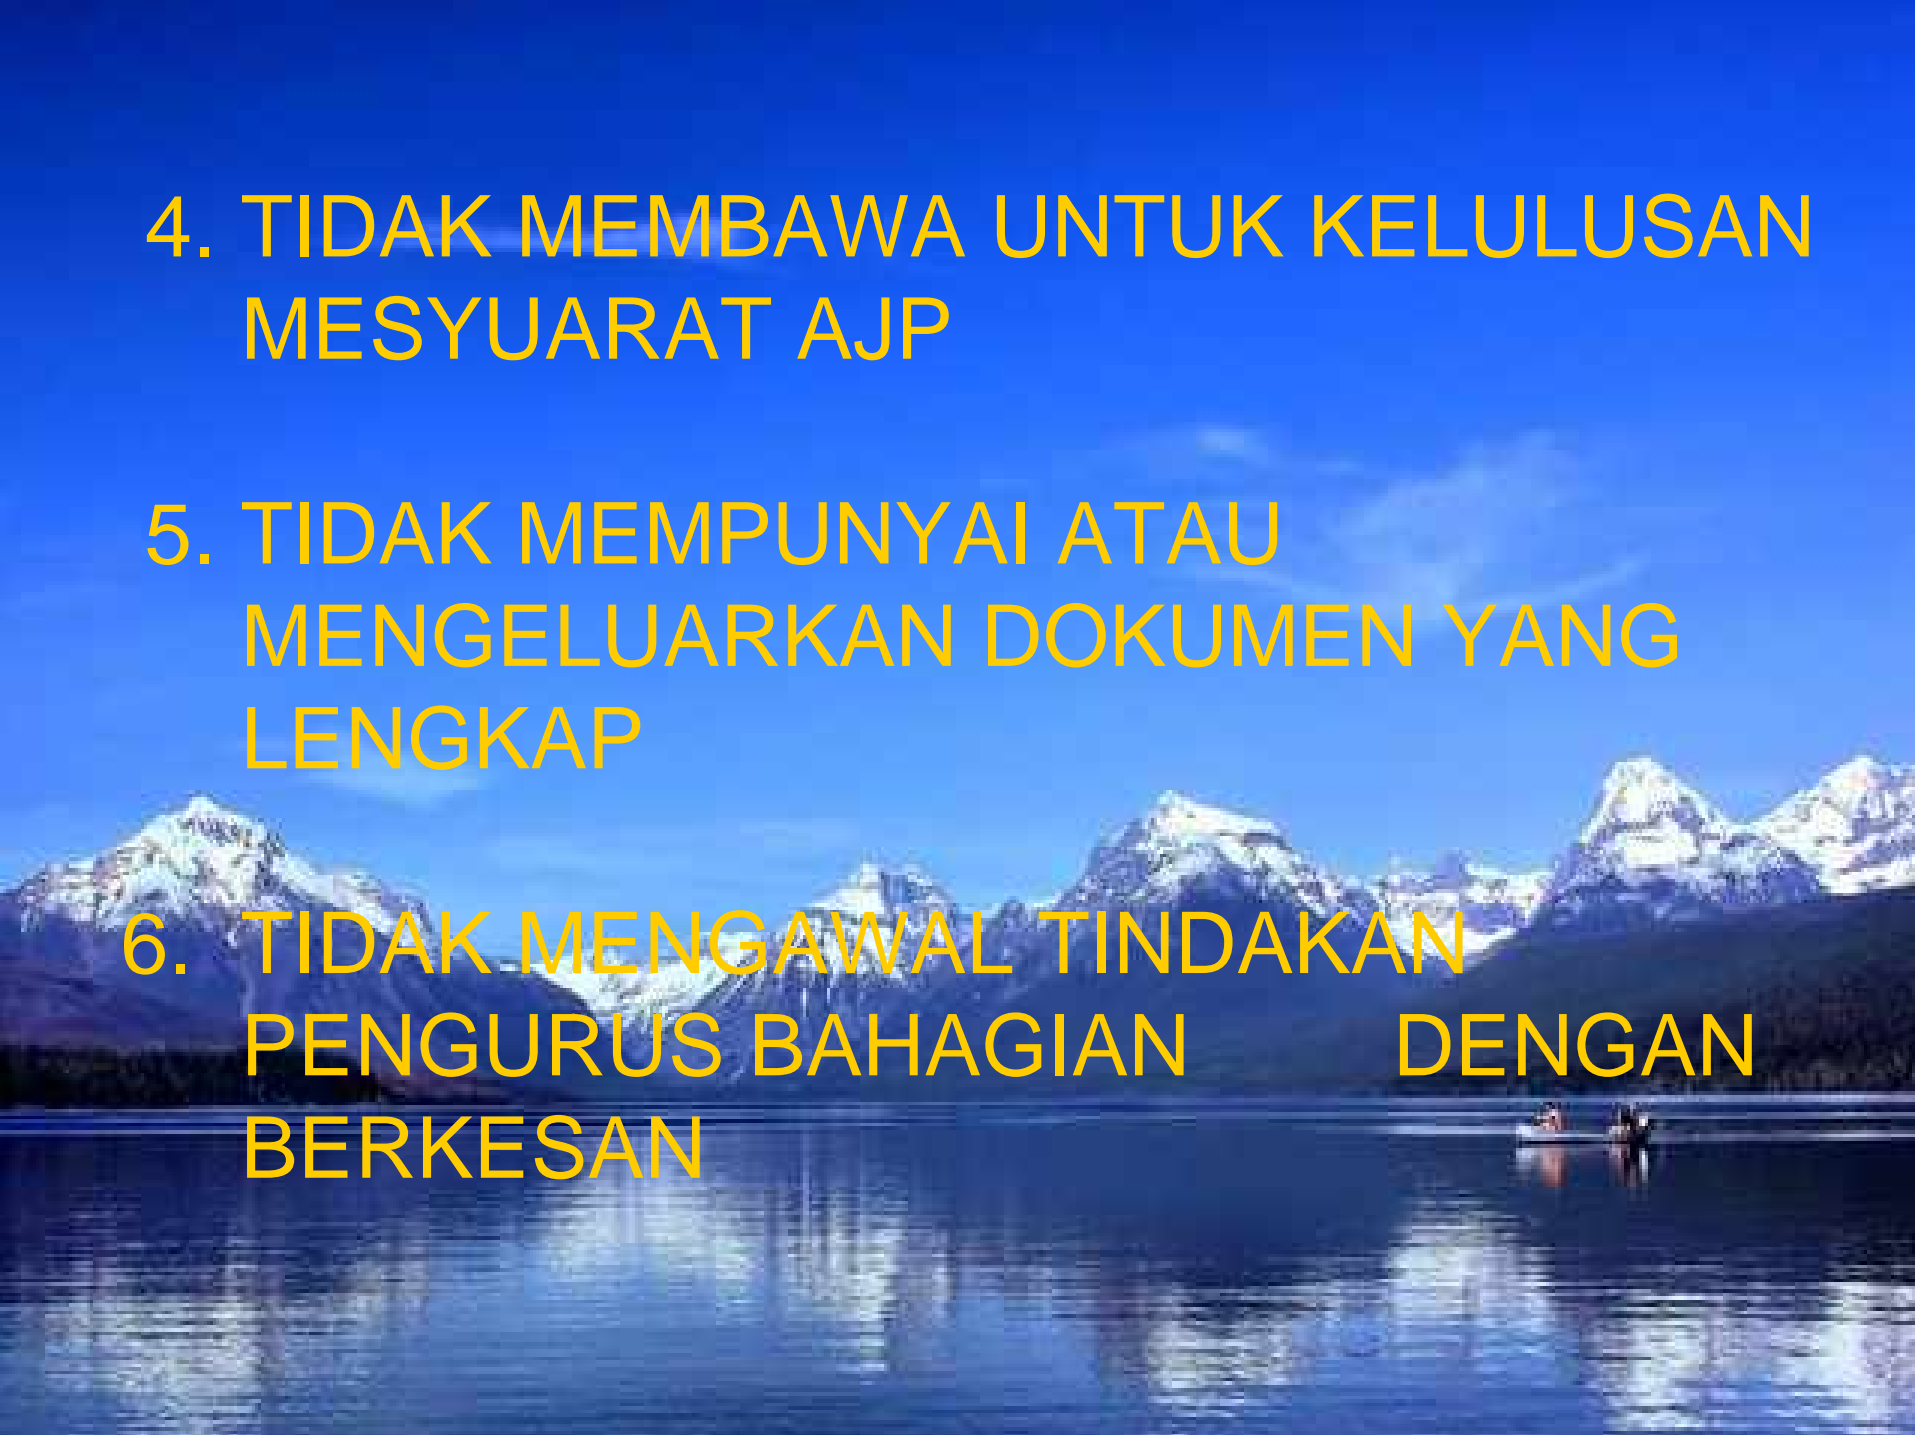 4. TIDAK MEMBAWA UNTUK KELULUSAN
MESYUARAT AJP
5. TIDAK MEMPUNYAI ATAU
MENGELUARKAN DOKUMEN YANG
LENGKAP
6. TIDAK MENGAWAL TINDAKAN
PENGURUS BAHAGIAN DENGAN
BERKESAN